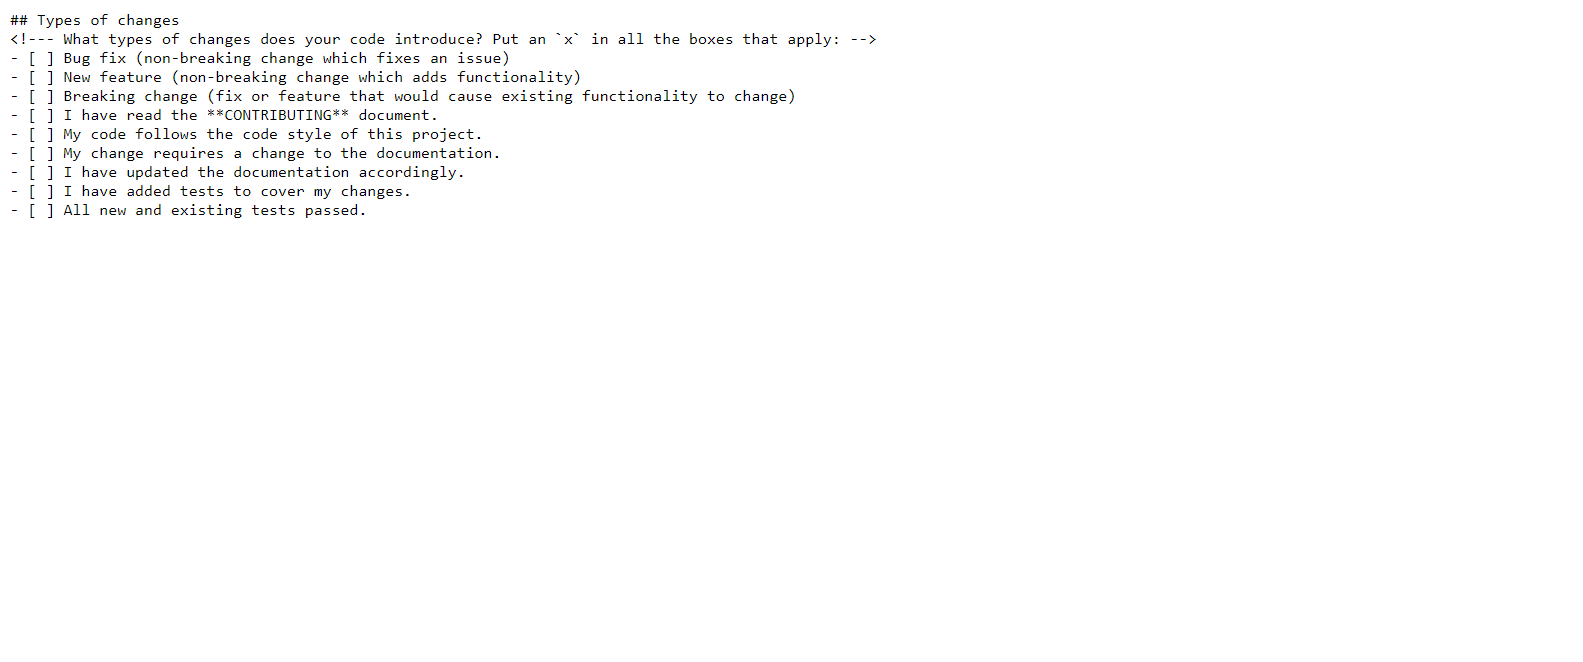 ## Types of changes
<!--- What types of changes does your code introduce? Put an `x` in all the boxes that apply: -->
- [ ] Bug fix (non-breaking change which fixes an issue)
- [ ] New feature (non-breaking change which adds functionality)
- [ ] Breaking change (fix or feature that would cause existing functionality to change)
- [ ] I have read the **CONTRIBUTING** document.
- [ ] My code follows the code style of this project.
- [ ] My change requires a change to the documentation.
- [ ] I have updated the documentation accordingly.
- [ ] I have added tests to cover my changes.
- [ ] All new and existing tests passed.